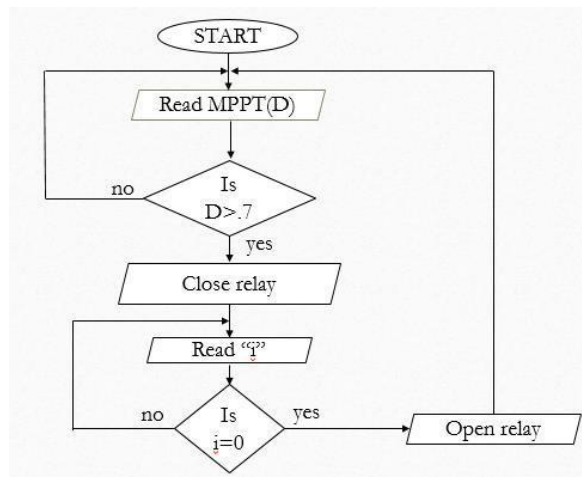 START
Read MPPT(D)
Is
D>.7
no
yes
Close relay
Read “i”
Is
i=0
no
yes
Open relay